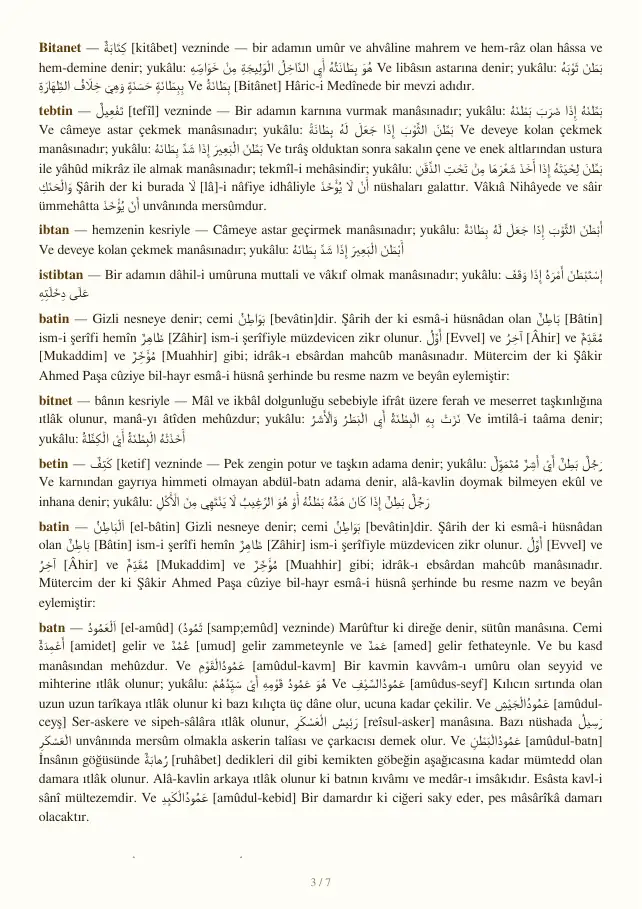 Bitanet — كِتَابَةٌ [kitâbet] vezninde — bir adamın umûr ve ahvâline mahrem ve hem-râz olan hâssa ve
hem-demine denir; yukâlu: هُوَ بِطَانَتُهُ أَيِ الدَّاخِلُ الْوَلِيجَةِ مِنْ خَوَاصِّهِ Ve libâsın astarına denir; yukâlu: بَطَنَ ثَوْبَهُ
بِبِطَانَةٍ حَسَنَةٍ وَهِيَ خِلَافُ الظِّهَارَةِ Ve بِطَانَةُ [Bitânet] Hâric-i Medînede bir mevzi adıdır.
tebtin — تَفْعِيلٌ [tefîl] vezninde — Bir adamın karnına vurmak manâsınadır; yukâlu: بَطَّنَهُ إِذَا ضَرَبَ بَطْنَهُ
Ve câmeye astar çekmek manâsınadır; yukâlu: بَطَّنَ الثَّوْبَ إِذَا جَعَلَ لَهُ بِطَانَةً Ve deveye kolan çekmek
manâsınadır; yukâlu: بَطَّنَ الْبَعِيرَ إِذَا شَدَّ بِطَانَهُ Ve tırâş olduktan sonra sakalın çene ve enek altlarından ustura
ile yâhûd mikrâz ile almak manâsınadır; tekmîl-i mehâsindir; yukâlu: بَطَّنَ لِحْيَتَهُ إِذَا أَخَذَ شَعْرَهَا مِنْ تَحْتِ الذَّقَنِ
وَالْحَنَكِ Şârih der ki burada لَا [lâ]-i nâfiye idhâliyle أَنْ لَا يُؤْخَذَ nüshaları galattır. Vâkıâ Nihâyede ve sâir
ümmehâtta أَنْ يُؤْخَذَ unvânında mersûmdur.
ibtan — hemzenin kesriyle — Câmeye astar geçirmek manâsınadır; yukâlu: أَبْطَنَ الثَّوْبَ إِذَا جَعَلَ لَهُ بِطَانَةً
Ve deveye kolan çekmek manâsınadır; yukâlu: أَبْطَنَ الْبَعِيرَ إِذَا شَدَّ بِطَانَهُ
istibtan — Bir adamın dâhil-i umûruna muttali ve vâkıf olmak manâsınadır; yukâlu: إِسْتَبْطَنَ أَمْرَهُ إِذَا وَقَفَ
عَلَى دِخْلَتِهِ
batin — Gizli nesneye denir; cemi بَوَاطِنُ [bevâtin]dir. Şârih der ki esmâ-i hüsnâdan olan بَاطِنٌ [Bâtin]
ism-i şerîfi hemîn ظَاهِرٌ [Zâhir] ism-i şerîfiyle müzdevicen zikr olunur. أَوَّلُ [Evvel] ve آخِرُ [Âhir] ve مُقَدِّمٌ
[Mukaddim] ve مُؤَخِّرٌ [Muahhir] gibi; idrâk-ı ebsârdan mahcûb manâsınadır. Mütercim der ki Şâkir
Ahmed Paşa cûziye bil-hayr esmâ-i hüsnâ şerhinde bu resme nazm ve beyân eylemiştir:
bitnet — bânın kesriyle — Mâl ve ikbâl dolgunluğu sebebiyle ifrât üzere ferah ve meserret taşkınlığına
ıtlâk olunur, manâ-yı âtîden mehûzdur; yukâlu: نَزَتْ بِهِ الْبِطْنَةُ أَيِ الْبَطَرُ وَالْأَشَرُ Ve imtilâ-i taâma denir;
yukâlu: أَخَذَتْهُ الْبِطْنَةُ أَيِ الْكِظَّةُ
betin — كَتِفٌ [ketif] vezninde — Pek zengin potur ve taşkın adama denir; yukâlu: رَجُلٌ بَطِنٌ أَيْ أَشِرٌ مُتَمَوِّلٌ
Ve karnından gayrıya himmeti olmayan abdül-batn adama denir, alâ-kavlin doymak bilmeyen ekûl ve
inhana denir; yukâlu: رَجُلٌ بَطِنٌ إِذَا كَانَ هَمُّهُ بَطْنُهُ أَوْ هُوَ الرَّغِيبُ لَا يَنْتَهِي مِنَ الْأَكْلِ
batin — اَلْبَاطِنُ [el-bâtin] Gizli nesneye denir; cemi بَوَاطِنُ [bevâtin]dir. Şârih der ki esmâ-i hüsnâdan
olan بَاطِنٌ [Bâtin] ism-i şerîfi hemîn ظَاهِرٌ [Zâhir] ism-i şerîfiyle müzdevicen zikr olunur. أَوَّلُ [Evvel] ve
آخِرُ [Âhir] ve مُقَدِّمٌ [Mukaddim] ve مُؤَخِّرٌ [Muahhir] gibi; idrâk-ı ebsârdan mahcûb manâsınadır.
Mütercim der ki Şâkir Ahmed Paşa cûziye bil-hayr esmâ-i hüsnâ şerhinde bu resme nazm ve beyân
eylemiştir:
batn — اَلْعَمُودُ [el-amûd] (ثَمُودُ [samp;emûd] vezninde) Marûftur ki direğe denir, sütûn manâsına. Cemi
أَعْمِدَةٌ [amidet] gelir ve عُمُدٌ [umud] gelir zammeteynle ve عَمَدٌ [amed] gelir fethateynle. Ve bu kasd
manâsından mehûzdur. Ve عَمُودُالْقَوْمِ [amûdul-kavm] Bir kavmin kavvâm-ı umûru olan seyyid ve
mihterine ıtlâk olunur; yukâlu: هُوَ عَمُودُ قَوْمِهِ أَيْ سَيِّدُهُمْ Ve عَمُودُالسَّيْفِ [amûdus-seyf] Kılıcın sırtında olan
uzun uzun tarîkaya ıtlâk olunur ki bazı kılıçta üç dâne olur, ucuna kadar çekilir. Ve عَمُودُالْجَيْشِ [amûdul-
ceyş] Ser-askere ve sipeh-sâlâra ıtlâk olunur, رَئِيسُ الْعَسْكَرِ [reîsul-asker] manâsına. Bazı nüshada رَسِيلُ
الْعَسْكَرِ unvânında mersûm olmakla askerin talîası ve çarkacısı demek olur. Ve عَمُودُالْبَطْنِ [amûdul-batn]
İnsânın göğüsünde رُهَابَةٌ [ruhâbet] dedikleri dil gibi kemikten göbeğin aşağıcasına kadar mümtedd olan
damara ıtlâk olunur. Alâ-kavlin arkaya ıtlâk olunur ki batnın kıvâmı ve medâr-ı imsâkıdır. Esâsta kavl-i
sânî mültezemdir. Ve عَمُودُالْكَبِدِ [amûdul-kebid] Bir damardır ki ciğeri saky eder, pes mâsârîkâ damarı
olacaktır.
3 / 7